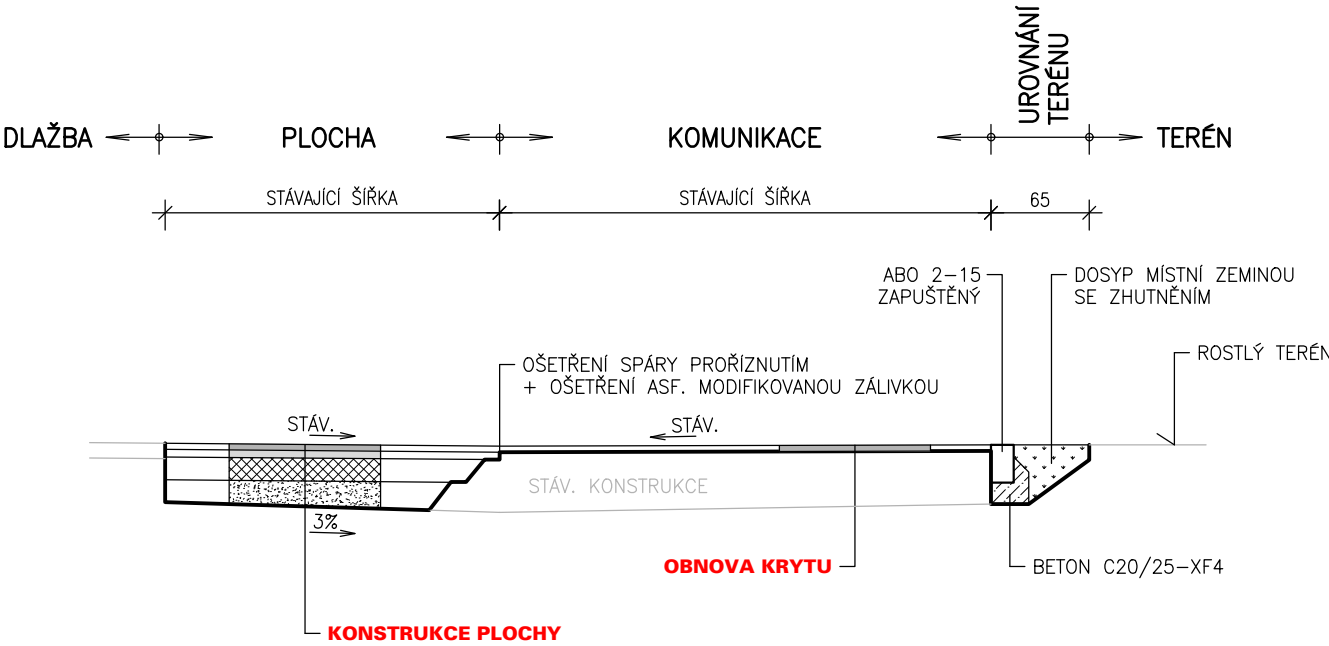 UROVNÁNÍ
TERÉNU
DLAŽBA
PLOCHA
KOMUNIKACE
TERÉN
STÁVAJÍCÍ ŠÍŘKA
STÁVAJÍCÍ ŠÍŘKA
65
ABO 2-15
ZAPUŠTĚNÝ
DOSYP MÍSTNÍ ZEMINOU
SE ZHUTNĚNÍM
ROSTLÝ TERÉN
OŠETŘENÍ SPÁRY PROŘÍZNUTÍM
+ OŠETŘENÍ ASF. MODIFIKOVANOU ZÁLIVKOU
STÁV.
STÁV.
STÁV. KONSTRUKCE
3%
OBNOVA KRYTU
BETON C20/25-XF4
KONSTRUKCE PLOCHY